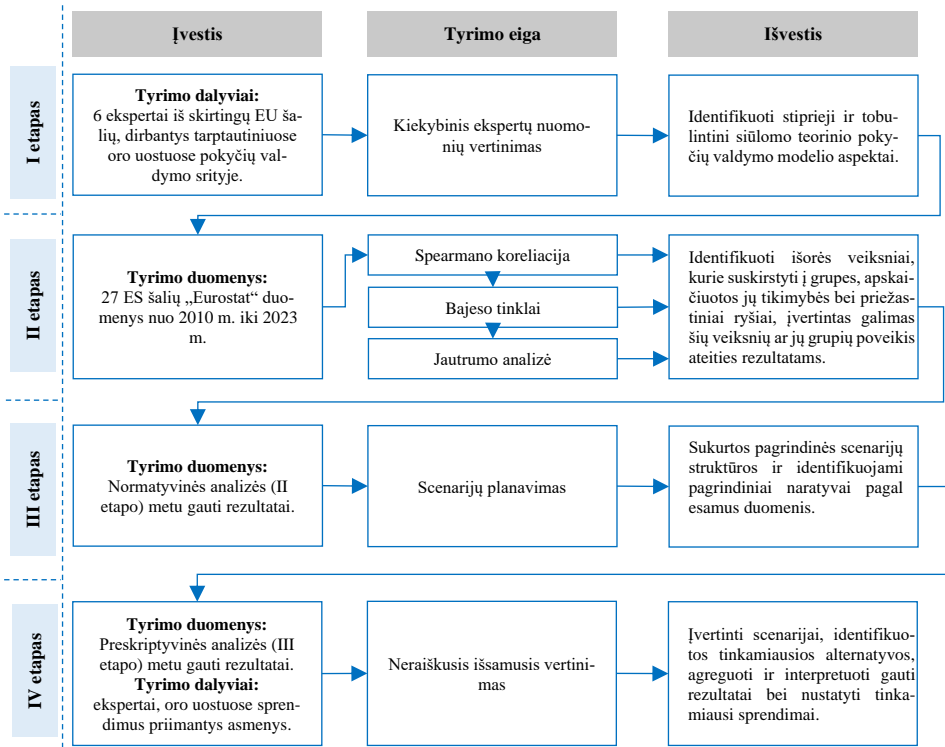 Įvestis
Tyrimo eiga
Išvestis
I etapas
Tyrimo dalyviai:
6 ekspertai iš skirtingų EU ša-
lių, dirbantys tarptautiniuose
oro uostuose pokyčių val-
dymo srityje.
Kiekybinis ekspertų nuomo-
nių vertinimas
Identifikuoti stiprieji ir tobu-
lintini siūlomo teorinio poky-
čių valdymo modelio aspektai.
II etapas
Tyrimo duomenys:
27 ES šalių „Eurostat“ duo-
menys nuo 2010 m. iki 2023
m.
Spearmano koreliacija
Bajeso tinklai
Jautrumo analizė
Identifikuoti išorės veiksniai,
kurie suskirstyti į grupes, apskai-
čiuotos jų tikimybės bei priežas-
tiniai ryšiai, įvertintas galimas
šių veiksnių ar jų grupių poveikis
ateities rezultatams.
III etapas
Tyrimo duomenys:
Normatyvinės analizės (II
etapo) metu gauti rezultatai.
Scenarijų planavimas
Sukurtos pagrindinės scenarijų
struktūros ir identifikuojami
pagrindiniai naratyvai pagal
esamus duomenis.
IV etapas
Tyrimo duomenys:
Preskriptyvinės analizės (III
etapo) metu gauti rezultatai.
Tyrimo dalyviai:
ekspertai, oro uostuose spren-
dimus priimantys asmenys.
Neraiškusis išsamusis vertini-
mas
Įvertinti scenarijai, identifikuo-
tos tinkamiausios alternatyvos,
agreguoti ir interpretuoti gauti
rezultatai bei nustatyti tinka-
miausi sprendimai.